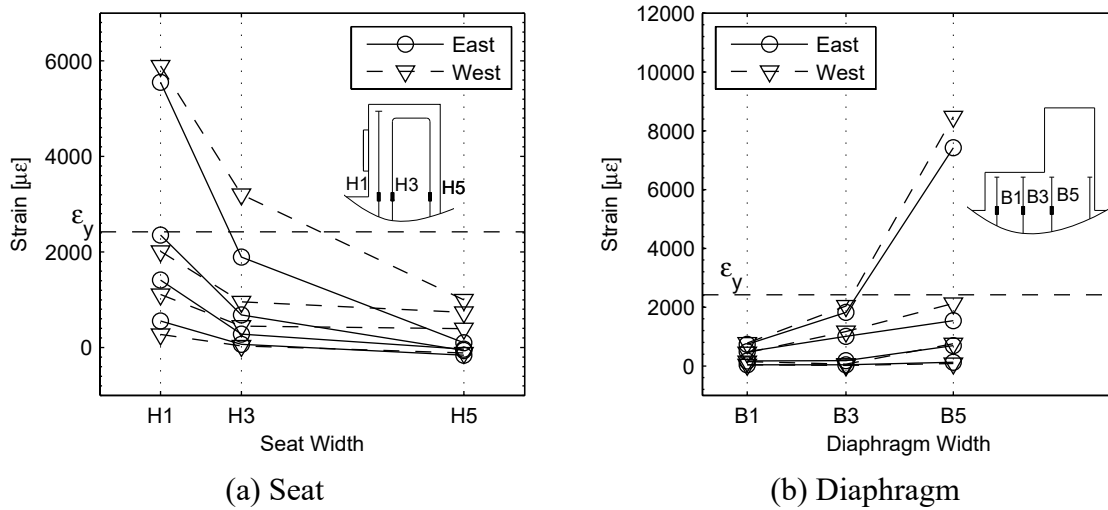 6000
4000
2000
0
Strain [με]
εy
East
West
H1
H3
H5
H1
H3
H5
Seat Width
(a) Seat
12000
10000
8000
6000
4000
2000
0
Strain [με]
εy
East
West
B1
B3
B5
B1
B3
B5
Diaphragm Width
(b) Diaphragm